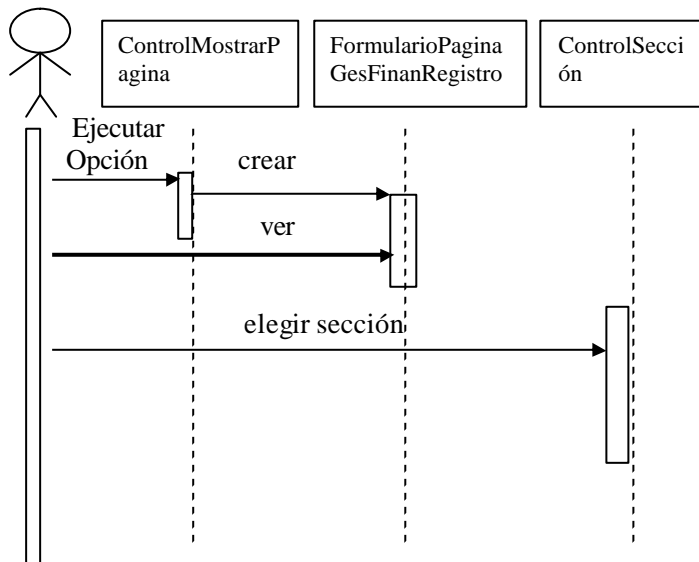 ControlMostrarP
agina
FormularioPagina
GesFinanRegistro
ControlSecci
ón
Ejecutar
Opción
crear
ver
elegir sección